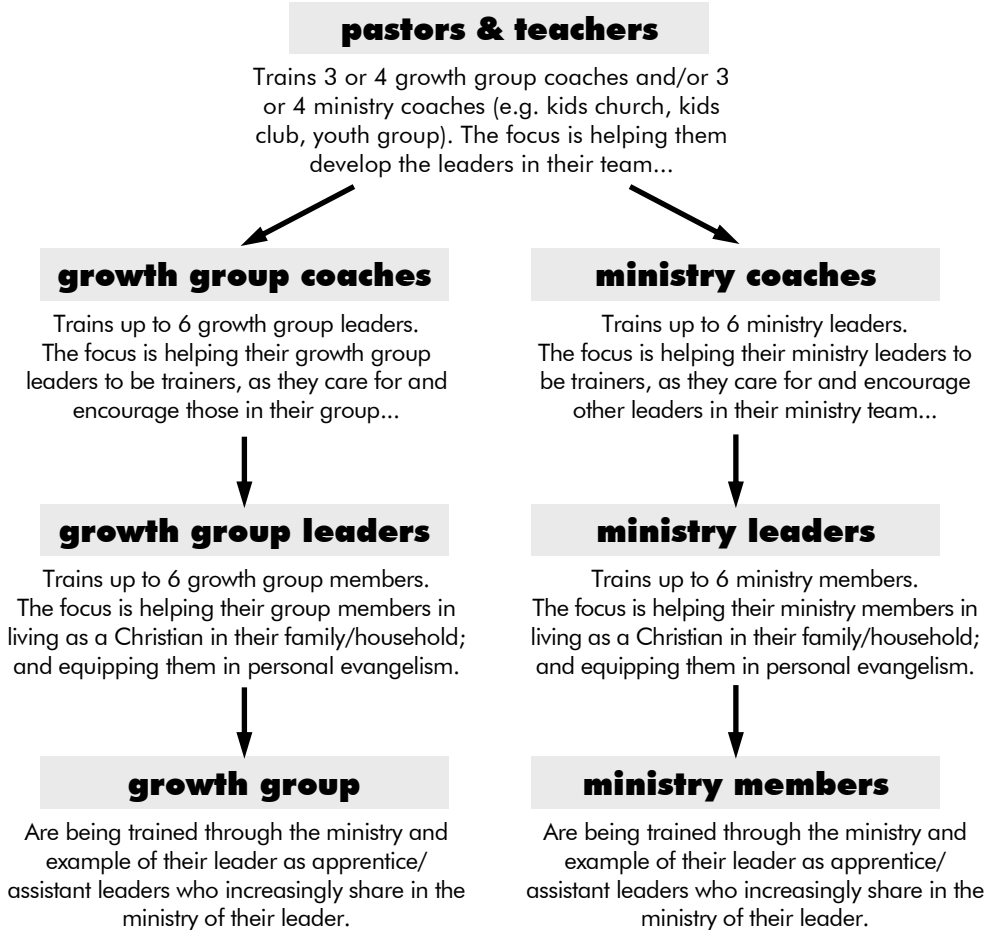 pastors & teachers
Trains 3 or 4 growth group coaches and/or 3
or 4 ministry coaches (e.g. kids church, kids
club, youth group). The focus is helping them
develop the leaders in their team...
growth group coaches
Trains up to 6 growth group leaders.
The focus is helping their growth group
leaders to be trainers, as they care for and
encourage those in their group...
ministry coaches
Trains up to 6 ministry leaders.
The focus is helping their ministry leaders to
be trainers, as they care for and encourage
other leaders in their ministry team...
growth group leaders
Trains up to 6 growth group members.
The focus is helping their group members in
living as a Christian in their family/household;
and equipping them in personal evangelism.
ministry leaders
Trains up to 6 ministry members.
The focus is helping their ministry members in
living as a Christian in their family/household;
and equipping them in personal evangelism.
growth group
Are being trained through the ministry and
example of their leader as apprentice/
assistant leaders who increasingly share in the
ministry of their leader.
ministry members
Are being trained through the ministry and
example of their leader as apprentice/
assistant leaders who increasingly share in the
ministry of their leader.